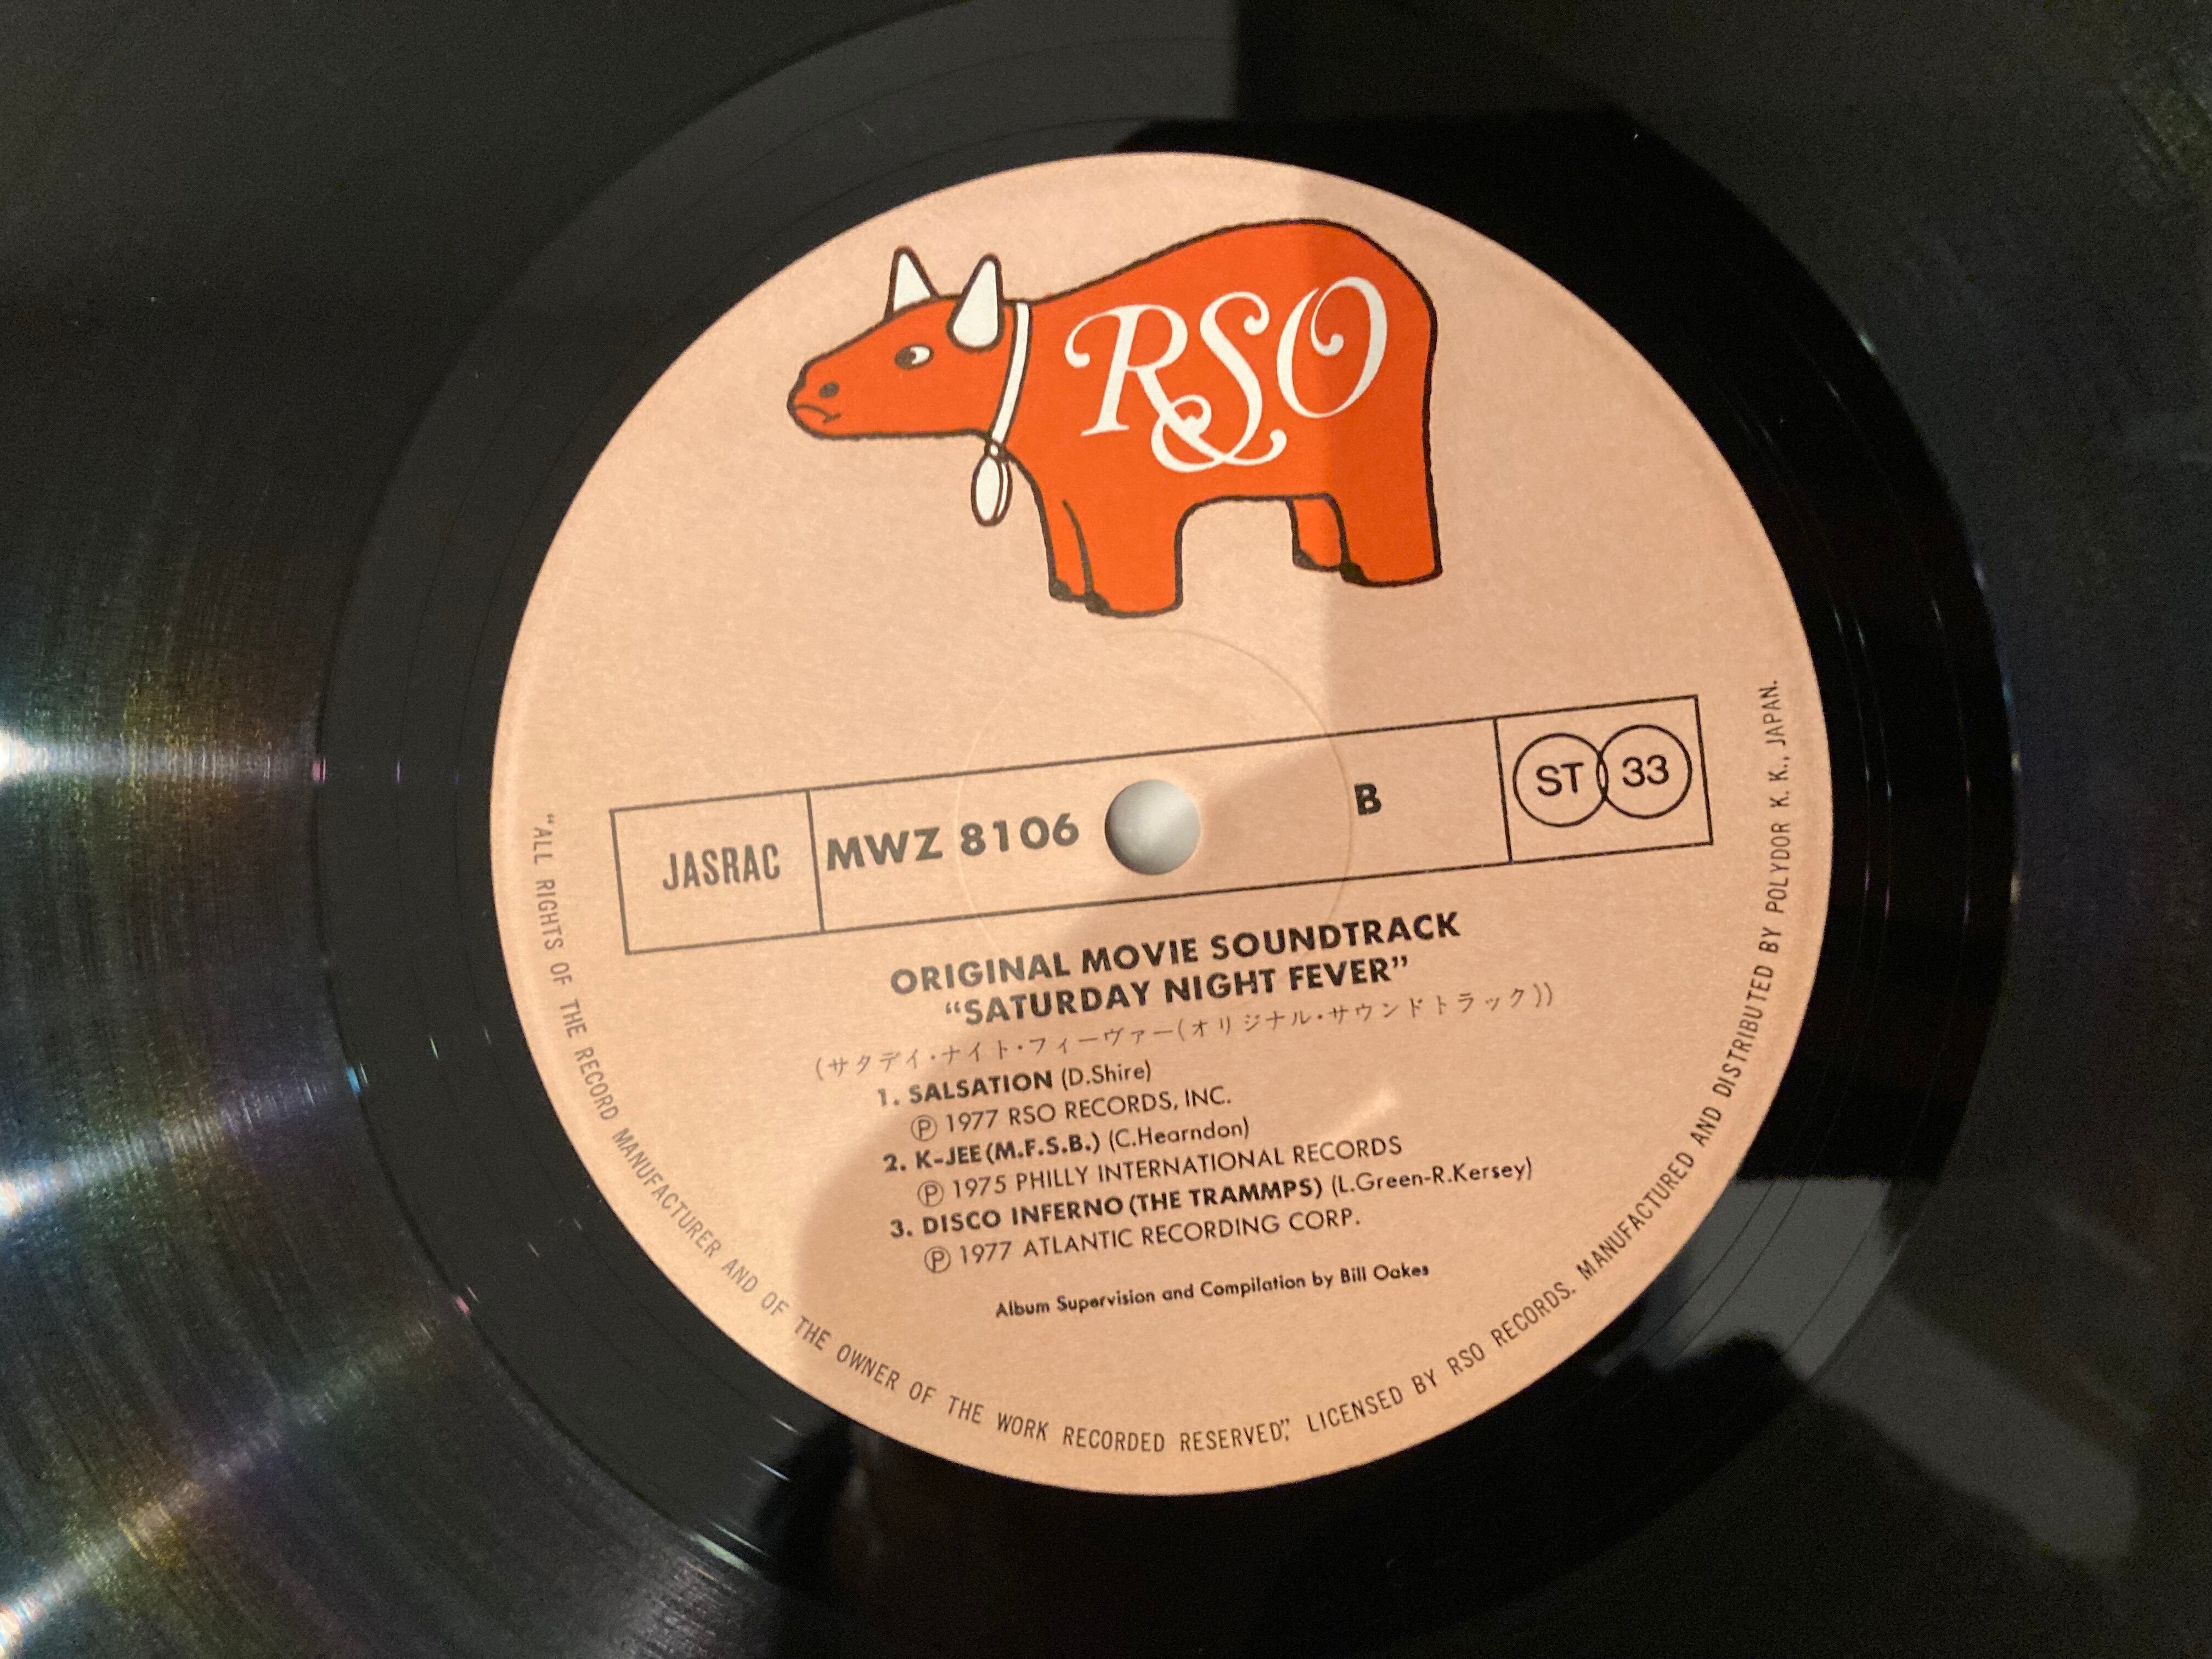 RSO
JASRAC MWZ 8106 B ST 33
ORIGINAL MOVIE SOUNDTRACK
“SATURDAY NIGHT FEVER”
(サタデイ・ナイト・フィーヴァー(オリジナル・サウンドトラック))
1. SALSATION (D.Shire)
Ⓟ 1977 RSO RECORDS, INC.
2. K-JEE (M.F.S.B.) (C.Hearndon)
Ⓟ 1975 PHILLY INTERNATIONAL RECORDS
3. DISCO INFERNO (THE TRAMMPS) (L.Green-R.Kersey)
Ⓟ 1977 ATLANTIC RECORDING CORP.
Album Supervision and Compilation by Bill Oakes
“ALL RIGHTS OF THE RECORD MANUFACTURER AND OF THE OWNER OF THE WORK RECORDED RESERVED”. LICENSED BY RSO RECORDS. MANUFACTURED AND DISTRIBUTED BY POLYDOR K. K., JAPAN.